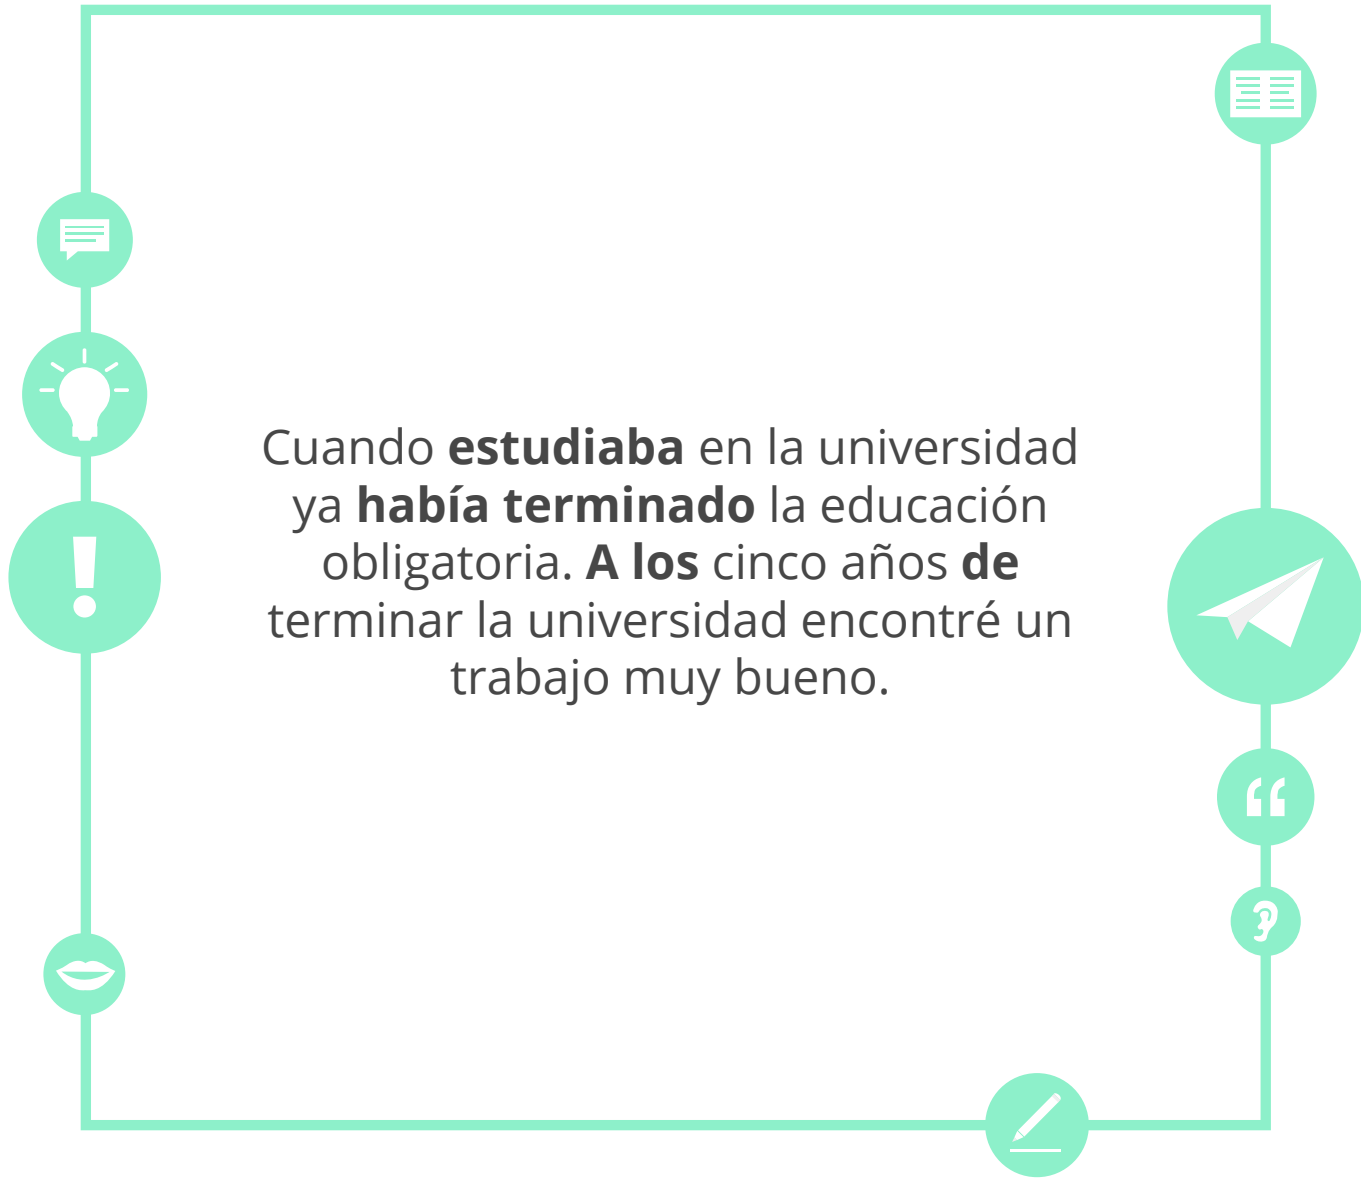 Cuando estudiaba en la universidad
ya había terminado la educación
obligatoria. A los cinco años de
terminar la universidad encontré un
trabajo muy bueno.